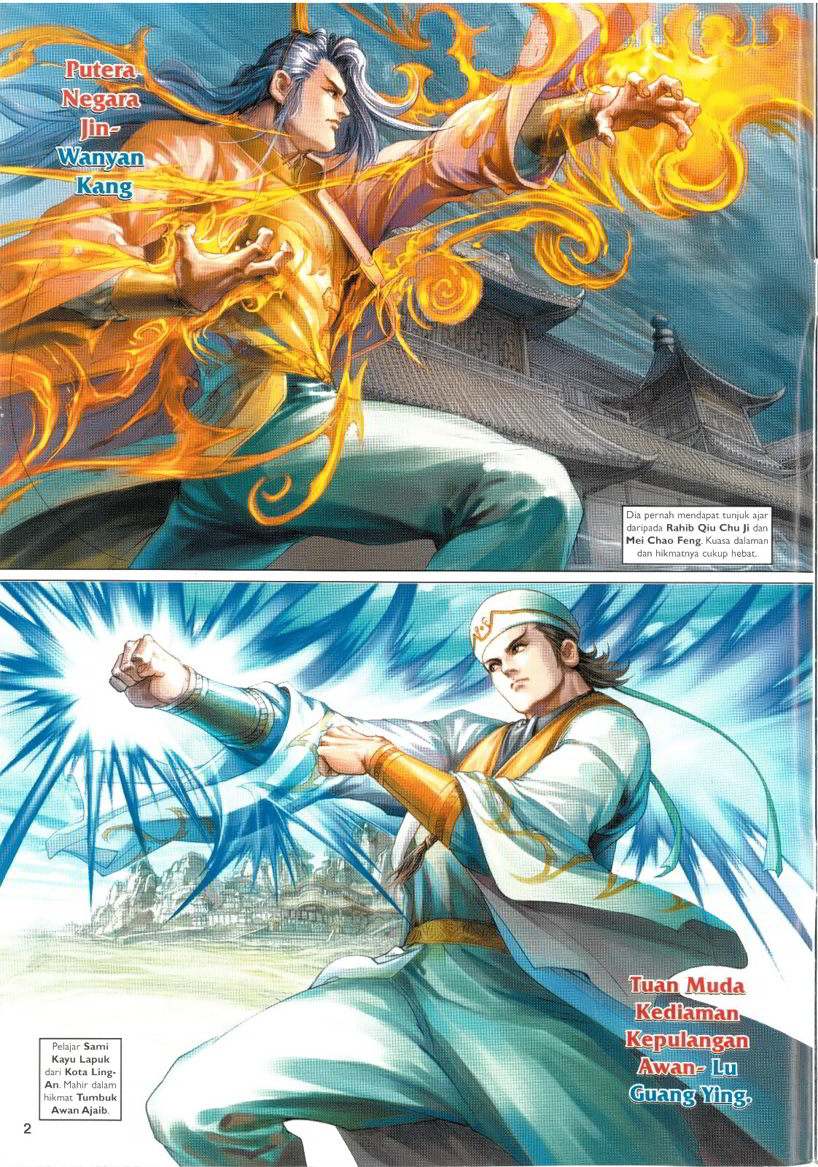 Putera
Negara
Jin-
Wanyan
Kang
Dia pernah mendapat tunjuk ajar
daripada Rahib Qiu Chu Ji dan
Mei Chao Feng. Kuasa dalaman
dan hikmatnya cukup hebat.
Tuan Muda
Kediaman
Kepulangan
Awan- Lu
Guang Ying.
Pelajar Sami
Kayu Lapuk
dari Kota Ling-
An. Mahir dalam
hikmat Tumbuk
Awan Ajaib.
2